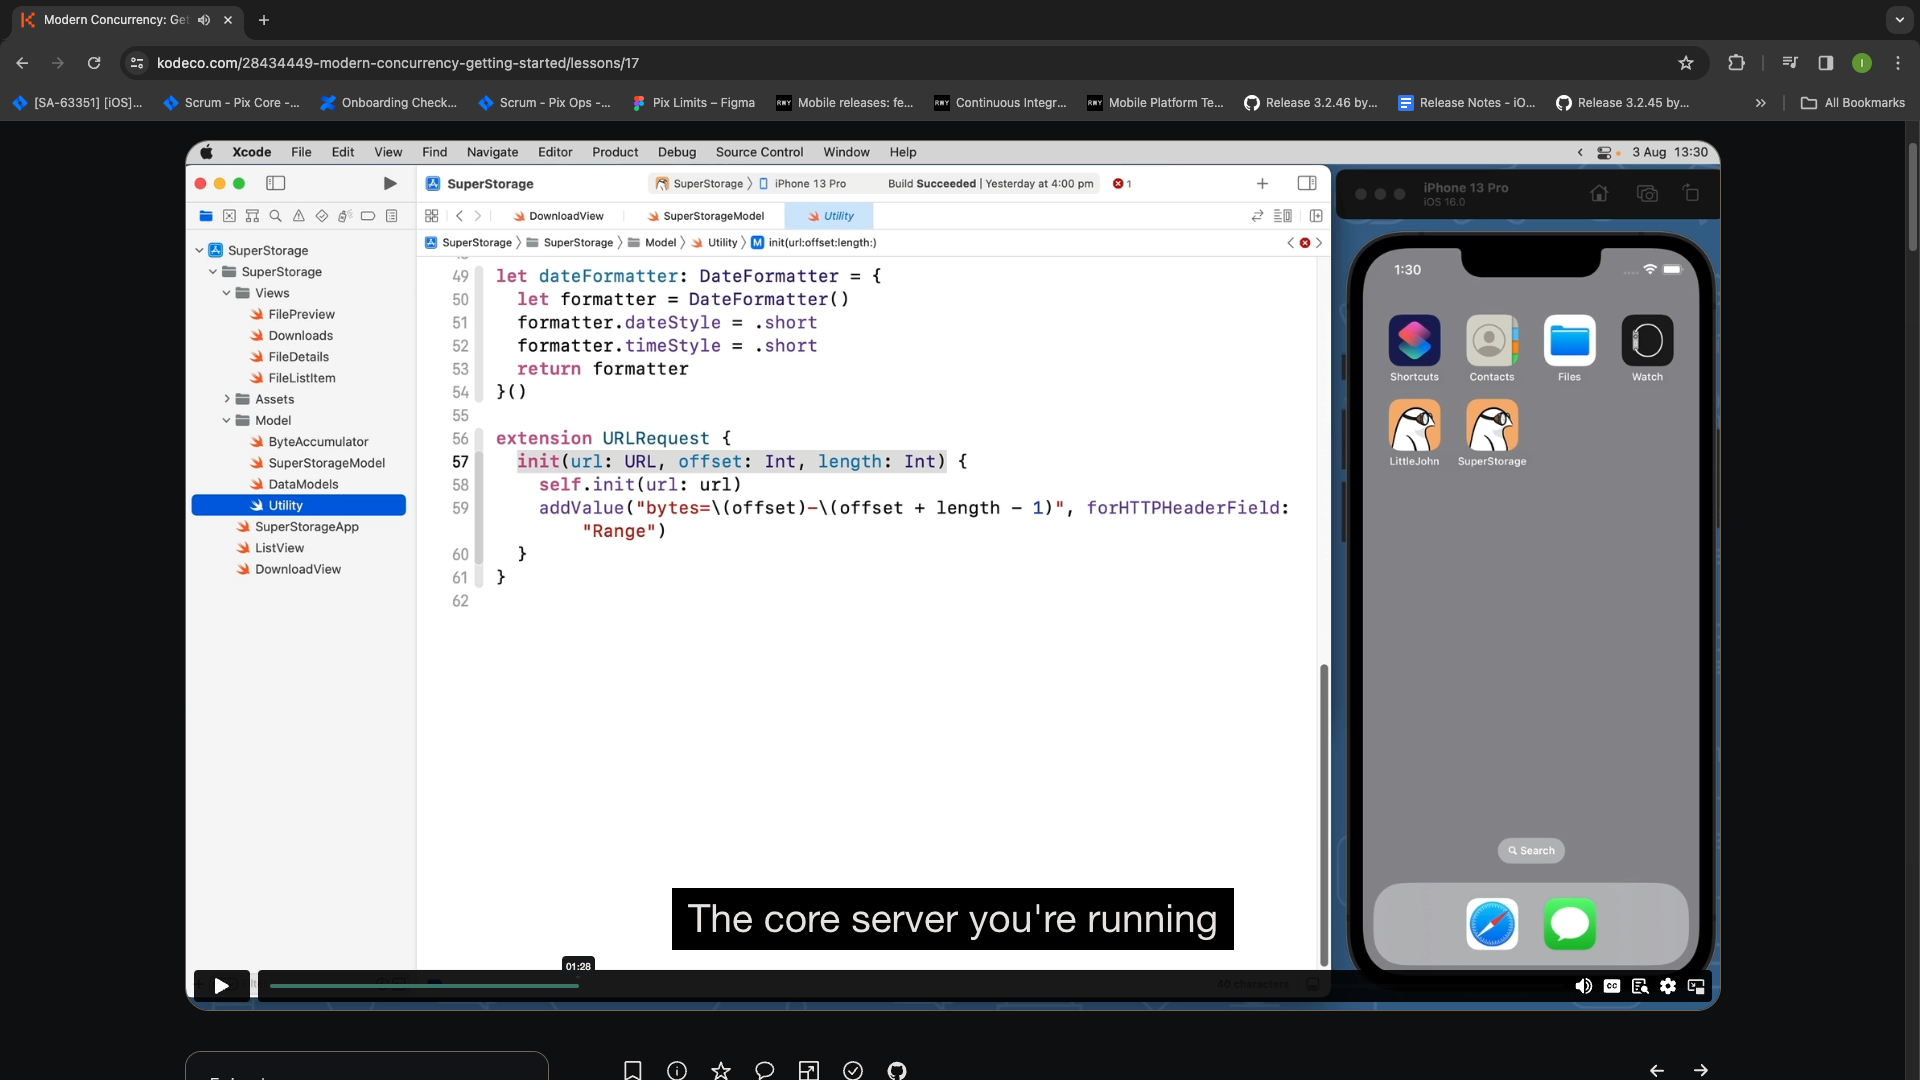 Modern Concurrency: Get
kodeco.com/28434449-modern-concurrency-getting-started/lessons/17
[SA-63351] [iOS]...
Scrum - Pix Core -...
Onboarding Check...
Scrum - Pix Ops -...
Pix Limits – Figma
RWY Mobile releases: fe...
RWY Continuous Integr...
RWY Mobile Platform Te...
Release 3.2.46 by...
Release Notes - iO...
Release 3.2.45 by...
All Bookmarks
Xcode File Edit View Find Navigate Editor Product Debug Source Control Window Help
3 Aug 13:30
SuperStorage
SuperStorage 〉 iPhone 13 Pro
Build Succeeded | Yesterday at 4:00 pm
1
DownloadView
SuperStorageModel
Utility
SuperStorage 〉 SuperStorage 〉 Model 〉 Utility 〉 M init(url:offset:length:)
SuperStorage
SuperStorage
Views
FilePreview
Downloads
FileDetails
FileListItem
Assets
Model
ByteAccumulator
SuperStorageModel
DataModels
Utility
SuperStorageApp
ListView
DownloadView
49 let dateFormatter: DateFormatter = {
50 let formatter = DateFormatter()
51 formatter.dateStyle = .short
52 formatter.timeStyle = .short
53 return formatter
54 }()
55
56 extension URLRequest {
57 init(url: URL, offset: Int, length: Int) {
58 self.init(url: url)
59 addValue("bytes=\(offset)-\(offset + length - 1)", forHTTPHeaderField:
"Range")
60 }
61 }
62
iPhone 13 Pro
iOS 16.0
1:30
Shortcuts
Contacts
Files
Watch
LittleJohn
SuperStorage
Search
The core server you're running
01:28
40 characters
CC